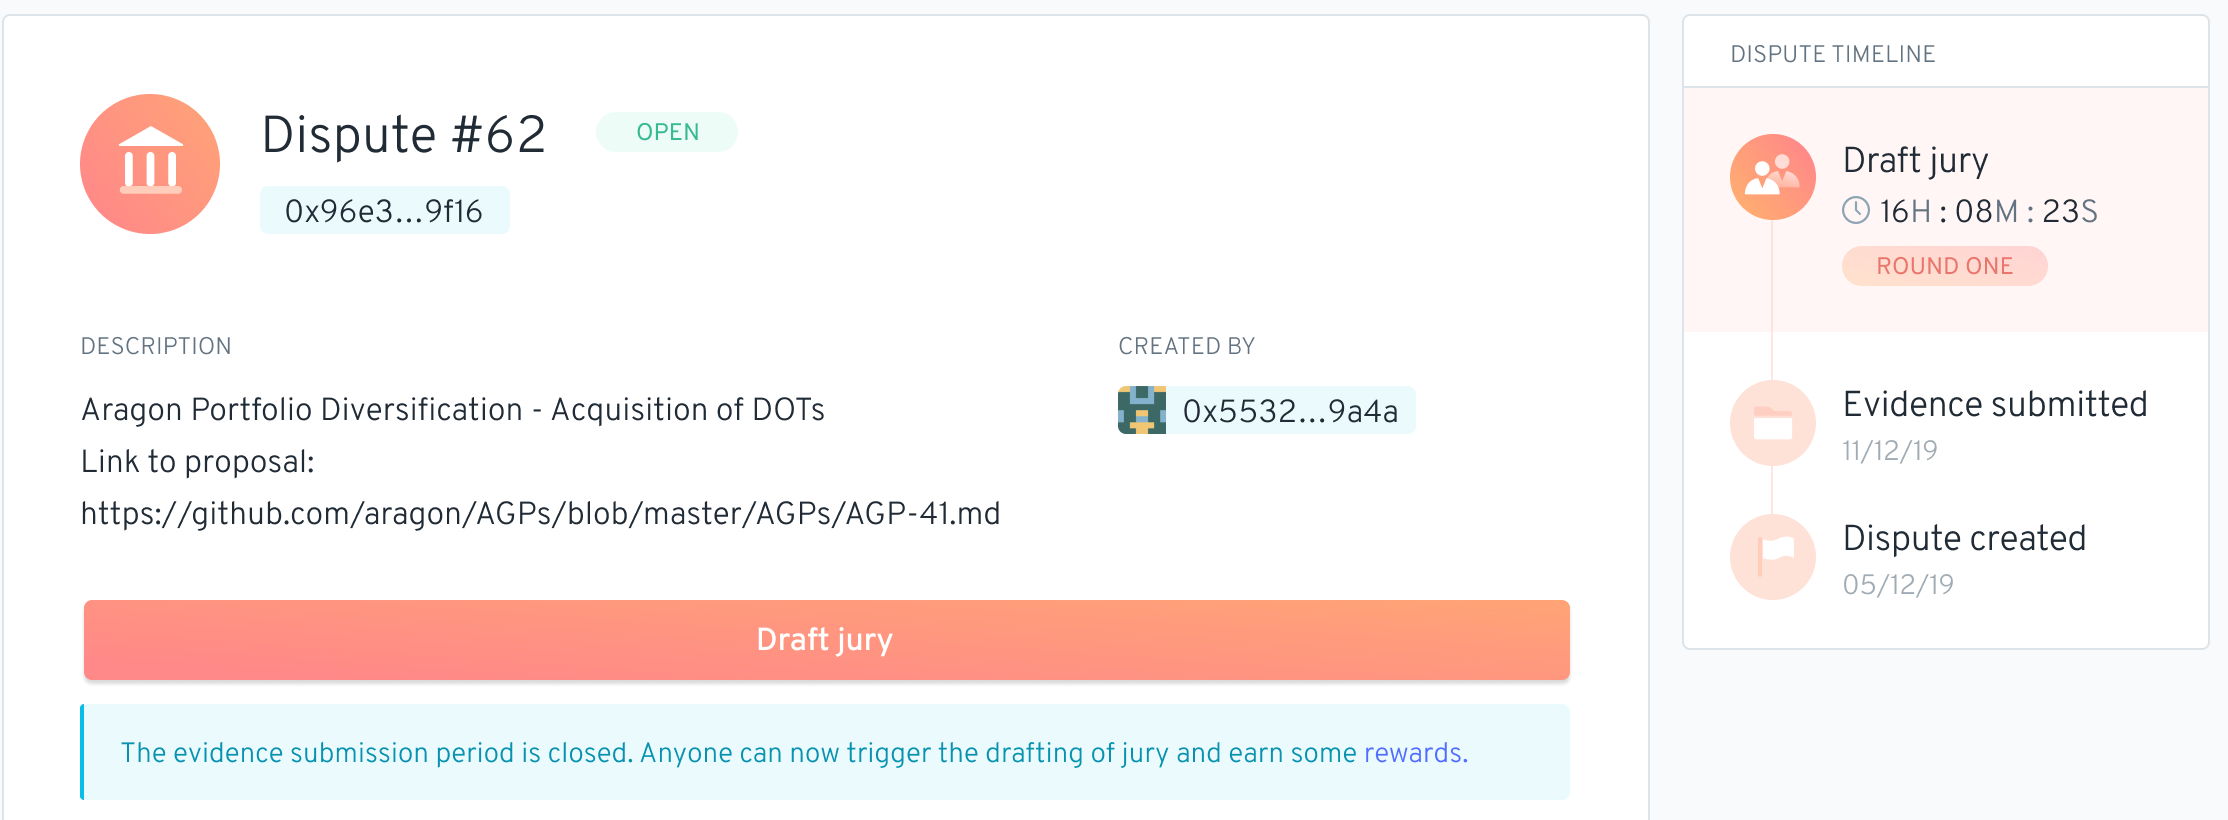 Dispute #62
OPEN
0x96e3...9f16
DESCRIPTION
Aragon Portfolio Diversification - Acquisition of DOTs
Link to proposal:
https://github.com/aragon/AGPs/blob/master/AGPs/AGP-41.md
CREATED BY
0x5532...9a4a
Draft jury
The evidence submission period is closed. Anyone can now trigger the drafting of jury and earn some rewards.
DISPUTE TIMELINE
Draft jury
16H : 08M : 23S
ROUND ONE
Evidence submitted
11/12/19
Dispute created
05/12/19